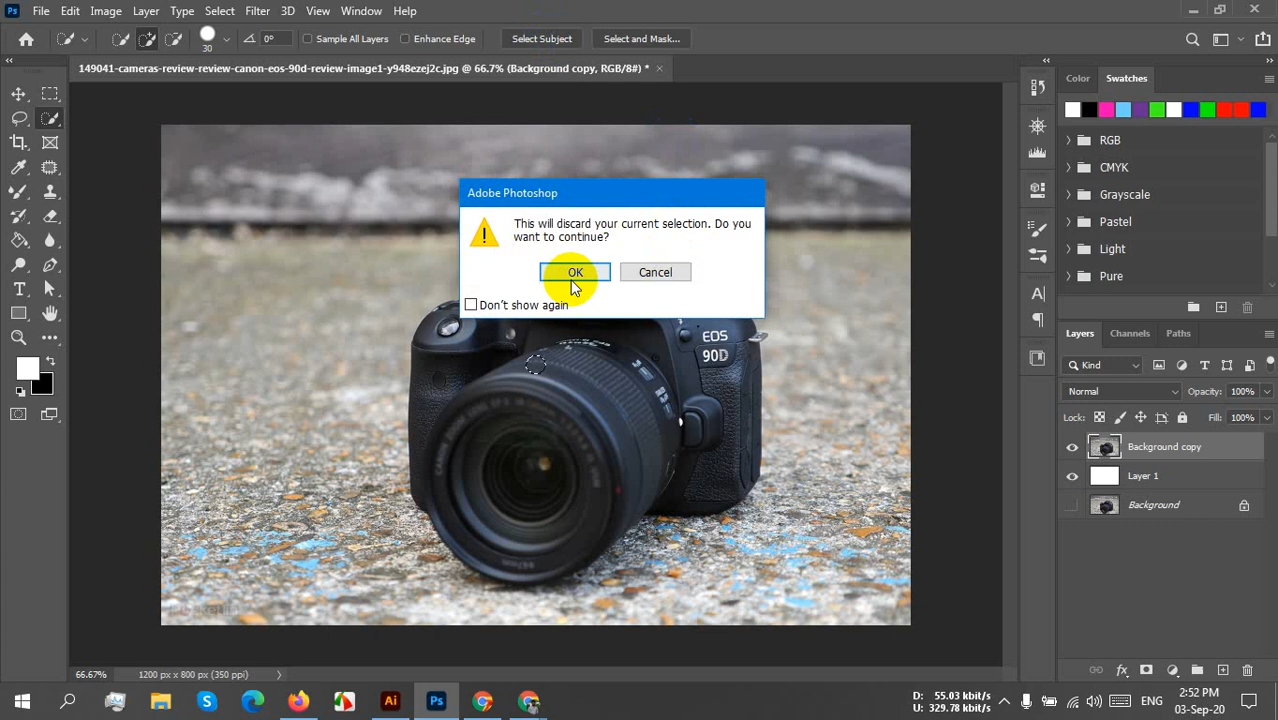 Ps File Edit Image Layer Type Select Filter 3D View Window Help
30 0° Sample All Layers Enhance Edge Select Subject Select and Mask...
149041-cameras-review-review-canon-eos-90d-review-image1-y948ezej2c.jpg @ 66.7% (Background copy, RGB/8#) *
Color Swatches
RGB
CMYK
Grayscale
Pastel
Light
Pure
Adobe Photoshop
This will discard your current selection. Do you
want to continue?
OK Cancel
Don't show again
EOS
90D
Layers Channels Paths
Kind
Normal Opacity: 100%
Lock: Fill: 100%
Background copy
Layer 1
Background
66.67% 1200 px x 800 px (350 ppi)
Ai Ps
D: 55.03 kbit/s
U: 329.78 kbit/s
ENG
2:52 PM
03-Sep-20